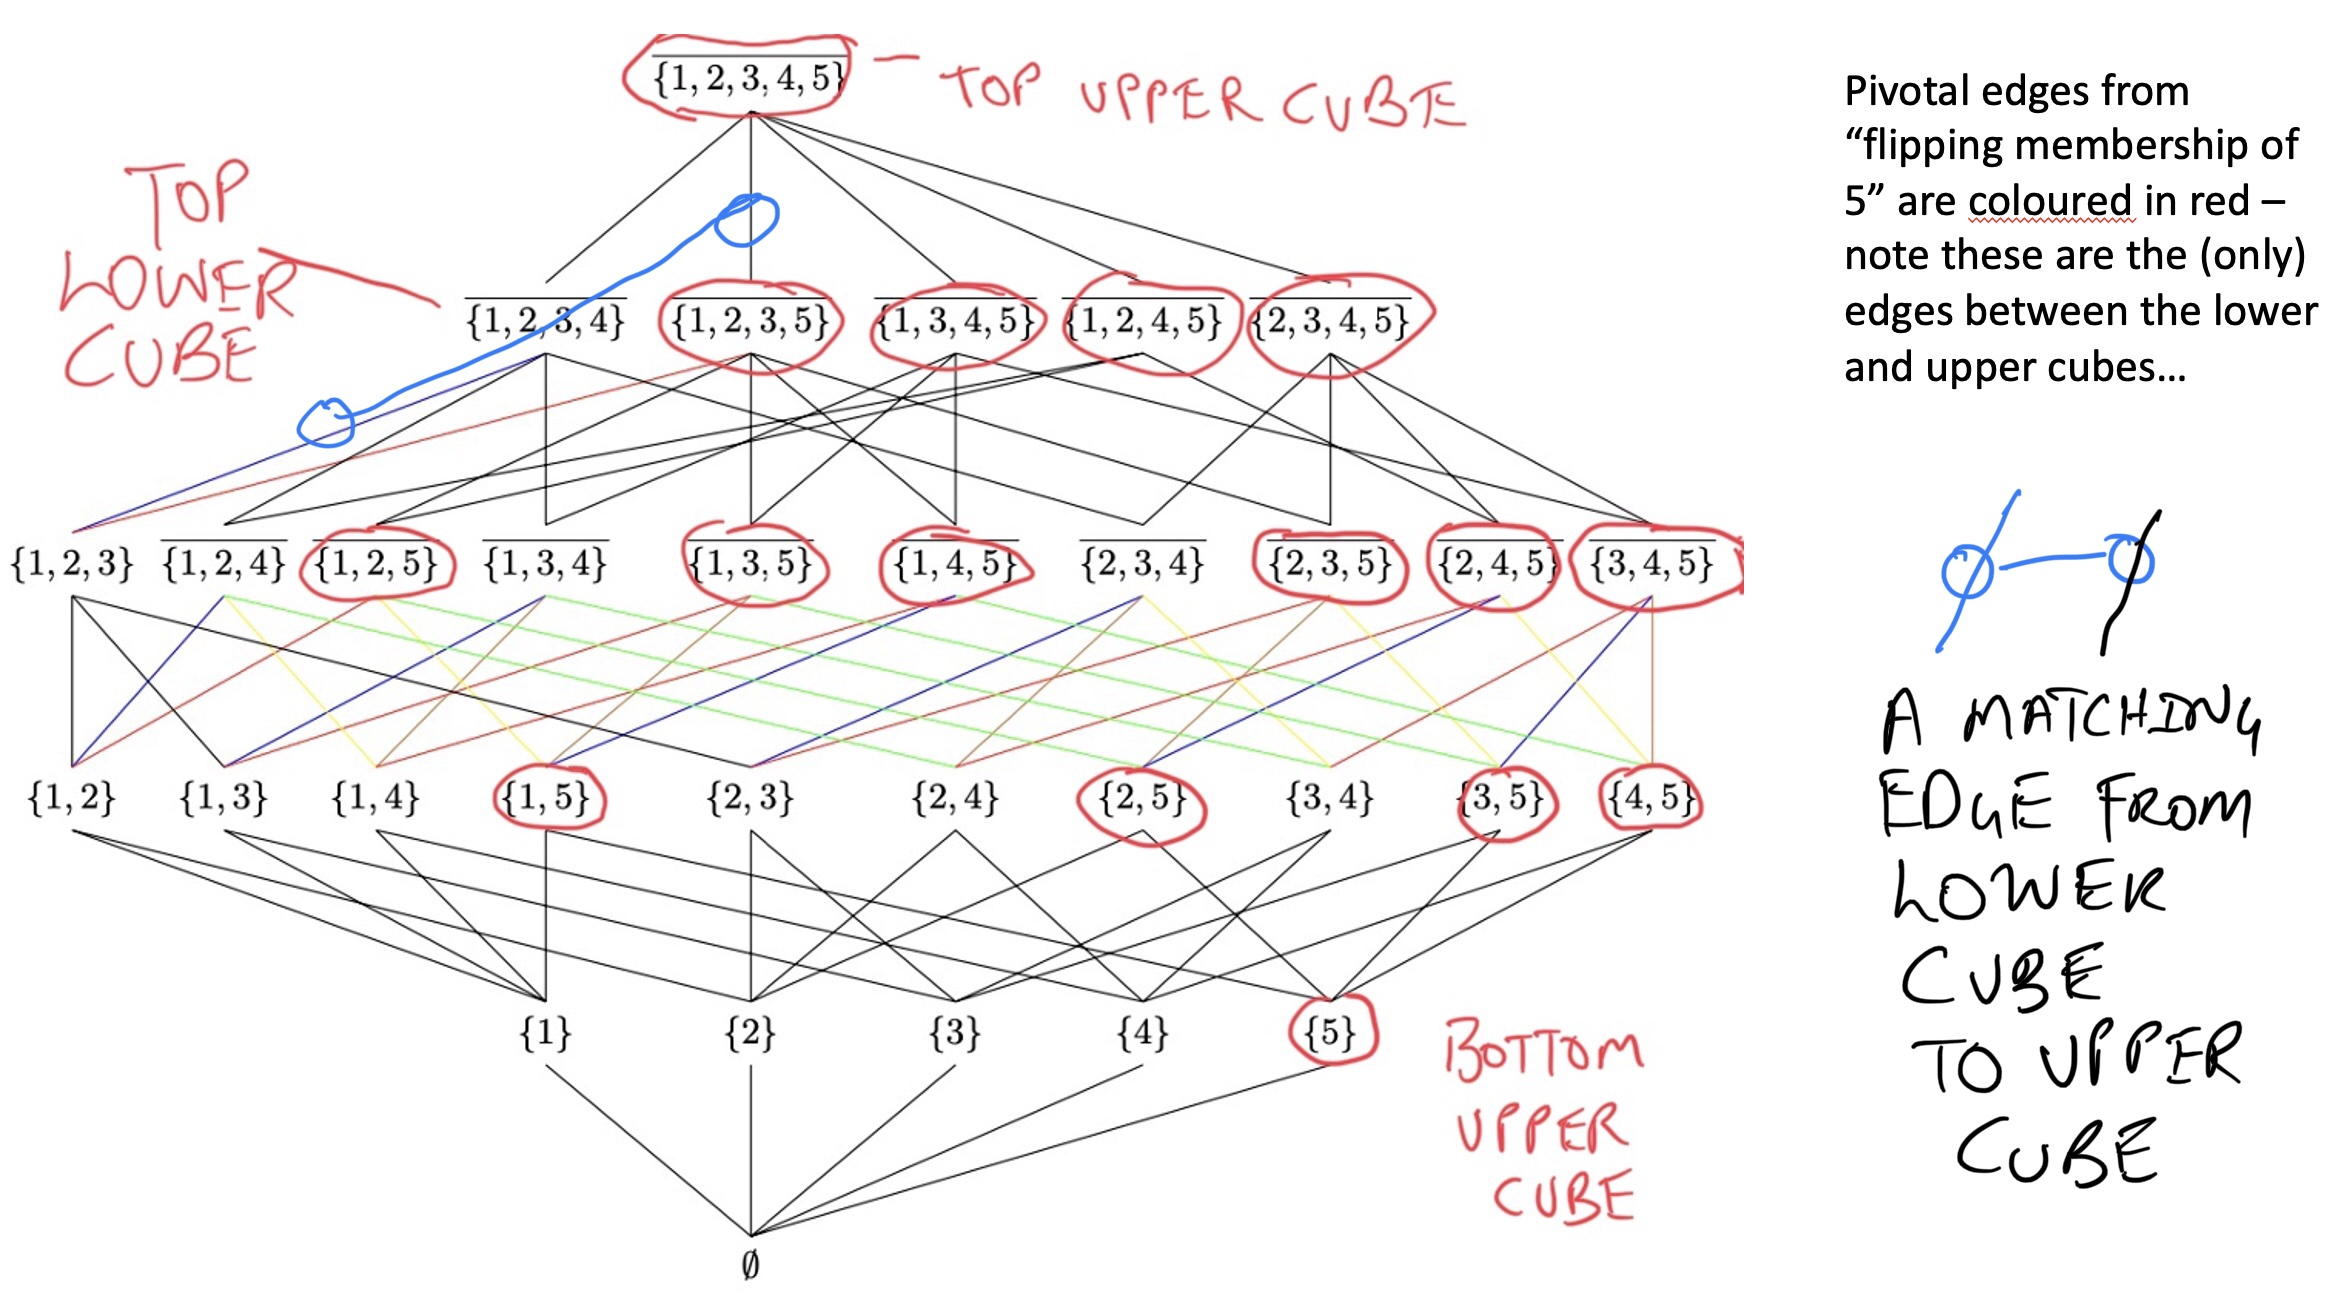 {1, 2, 3, 4, 5}
TOP UPPER CUBE
TOP
LOWER
CUBE
{1, 2, 3, 4} {1, 2, 3, 5} {1, 3, 4, 5} {1, 2, 4, 5} {2, 3, 4, 5}
{1, 2, 3} {1, 2, 4} {1, 2, 5} {1, 3, 4} {1, 3, 5} {1, 4, 5} {2, 3, 4} {2, 3, 5} {2, 4, 5} {3, 4, 5}
{1, 2} {1, 3} {1, 4} {1, 5} {2, 3} {2, 4} {2, 5} {3, 4} {3, 5} {4, 5}
{1} {2} {3} {4} {5}
BOTTOM
UPPER
CUBE
∅
Pivotal edges from
“flipping membership of
5” are coloured in red –
note these are the (only)
edges between the lower
and upper cubes...
A MATCHING
EDGE FROM
LOWER
CUBE
TO UPPER
CUBE